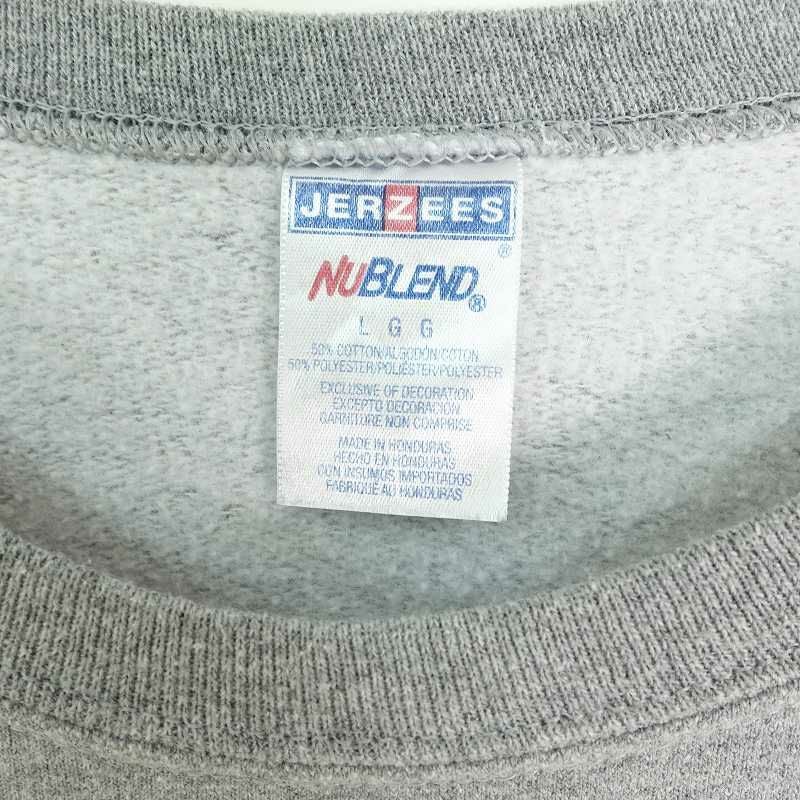 JERZEES
®
NUBLEND®
L G G
50% COTTON/ALGODÓN/COTON
50% POLYESTER/POLIÉSTER/POLYESTER
EXCLUSIVE OF DECORATION
EXCEPTO DECORACIÓN
GARNITURE NON COMPRISE
MADE IN HONDURAS
HECHO EN HONDURAS
CON INSUMOS IMPORTADOS
FABRIQUÉ AU HONDURAS